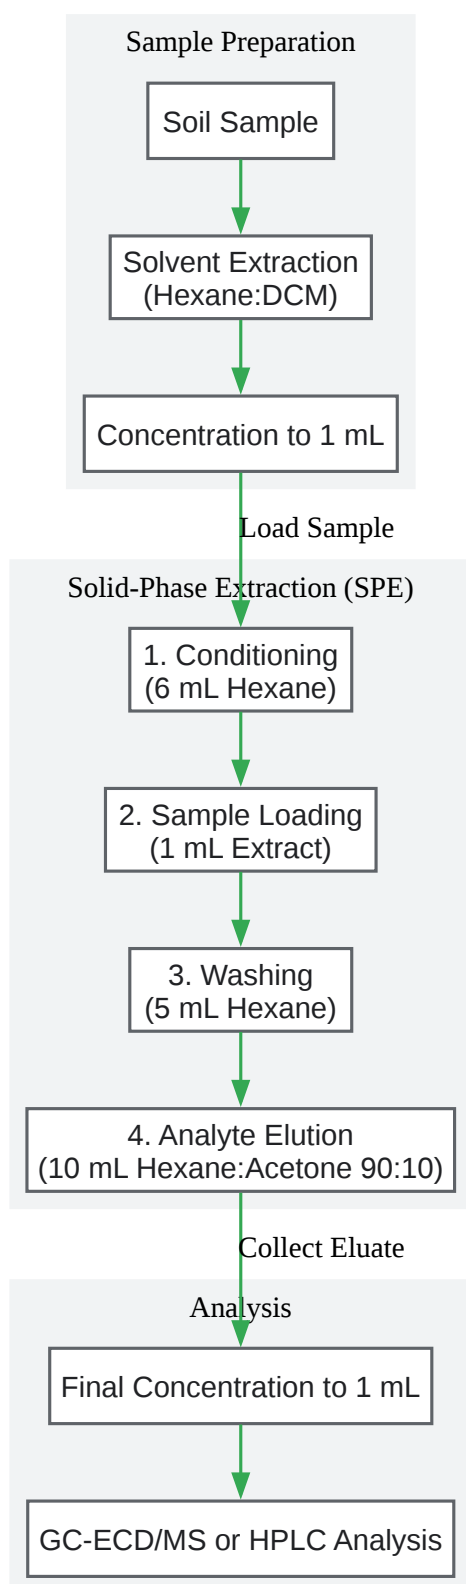 Sample Preparation
Soil Sample
Solvent Extraction
(Hexane:DCM)
Concentration to 1 mL
Load Sample
Solid-Phase Extraction (SPE)
1. Conditioning
(6 mL Hexane)
2. Sample Loading
(1 mL Extract)
3. Washing
(5 mL Hexane)
4. Analyte Elution
(10 mL Hexane:Acetone 90:10)
Collect Eluate
Analysis
Final Concentration to 1 mL
GC-ECD/MS or HPLC Analysis